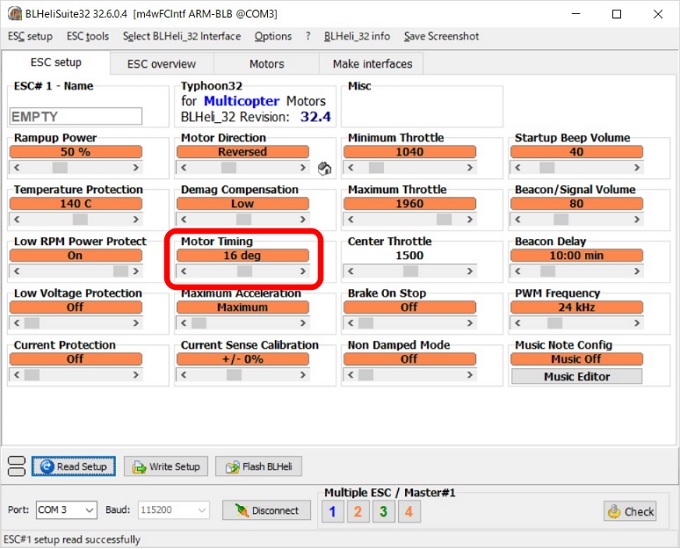 BLHeliSuite32 32.6.0.4 [m4wFCIntf ARM-BLB @COM3]
ESC setup ESC tools Select BLHeli_32 Interface Options ? BLHeli_32 info Save Screenshot
ESC setup ESC overview Motors Make interfaces
ESC# 1 - Name
EMPTY
Typhoon32
for Multicopter Motors
BLHeli_32 Revision: 32.4
Misc
Rampup Power Motor Direction Minimum Throttle Startup Beep Volume
50 % Reversed 1040 40
Temperature Protection Demag Compensation Maximum Throttle Beacon/Signal Volume
140 C Low 1960 80
Low RPM Power Protect Motor Timing Center Throttle Beacon Delay
On 16 deg 1500 10:00 min
Low Voltage Protection Maximum Acceleration Brake On Stop PWM Frequency
Off Maximum Off 24 kHz
Current Protection Current Sense Calibration Non Damped Mode Music Note Config
Off +/- 0% Off Music Off
Music Editor
Read Setup Write Setup Flash BLHeli
Multiple ESC / Master#1
Port: COM 3 Baud: 115200 Disconnect 1 2 3 4 Check
ESC#1 setup read successfully